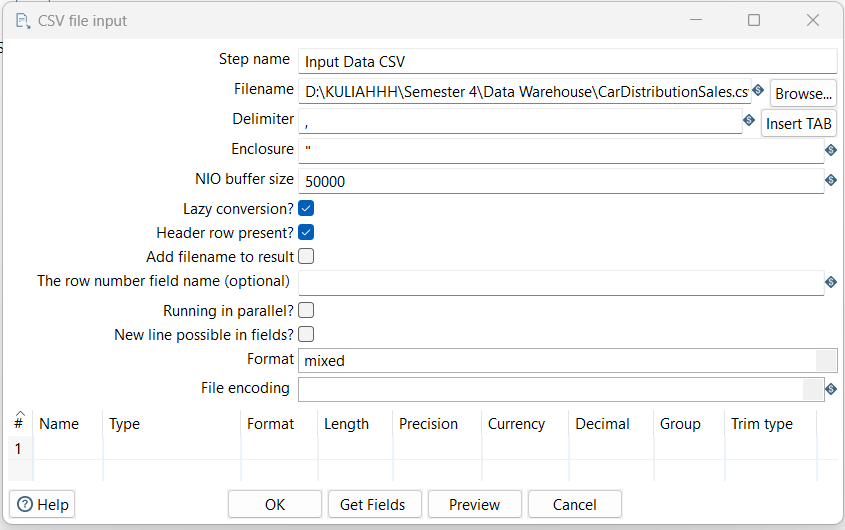 CSV file input
Step name Input Data CSV
Filename D:\KULIAHHH\Semester 4\Data Warehouse\CarDistributionSales.cs Browse...
Delimiter , Insert TAB
Enclosure "
NIO buffer size 50000
Lazy conversion?
Header row present?
Add filename to result
The row number field name (optional)
Running in parallel?
New line possible in fields?
Format mixed
File encoding
# Name Type Format Length Precision Currency Decimal Group Trim type
1
Help OK Get Fields Preview Cancel